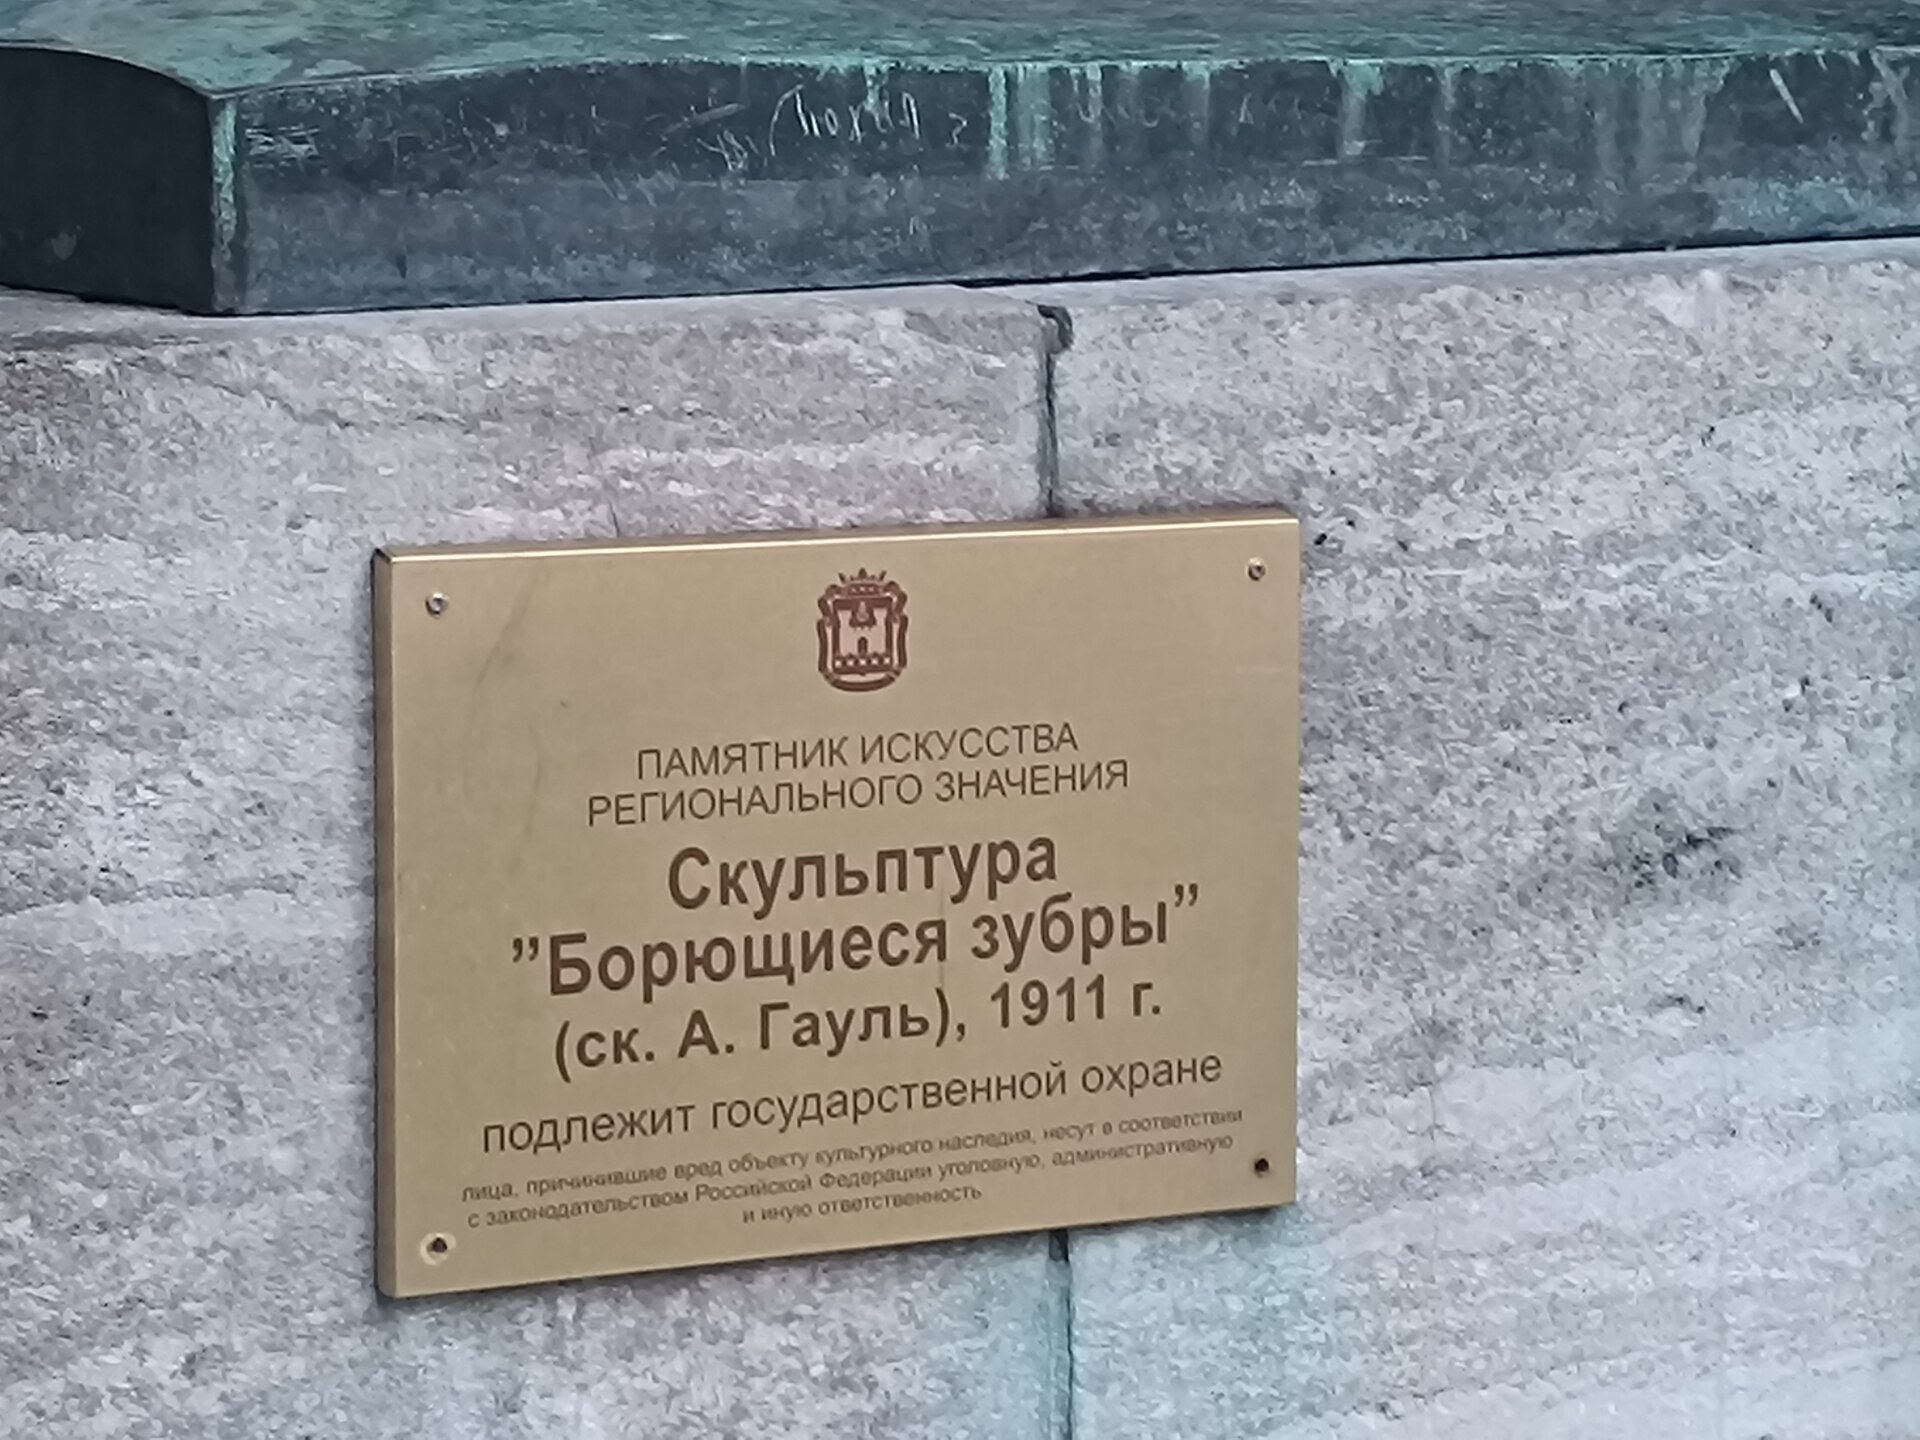 ПАМЯТНИК ИСКУССТВА
РЕГИОНАЛЬНОГО ЗНАЧЕНИЯ
Скульптура
”Борющиеся зубры”
(ск. А. Гауль), 1911 г.
подлежит государственной охране
лица, причинившие вред объекту культурного наследия, несут в соответствии
с законодательством Российской Федерации уголовную, административную
и иную ответственность